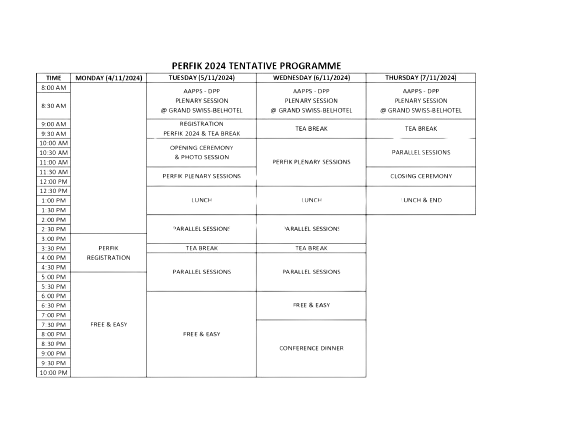 PERFIK 2024 TENTATIVE PROGRAMME
TIME MONDAY (4/11/2024) TUESDAY (5/11/2024) WEDNESDAY (6/11/2024) THURSDAY (7/11/2024)
8:00 AM
8:30 AM
9:00 AM
9:30 AM
10:00 AM
10:30 AM
11:00 AM
11:30 AM
12:00 PM
12:30 PM
1:00 PM
1:30 PM
2:00 PM
2:30 PM
3:00 PM
3:30 PM
4:00 PM
4:30 PM
5:00 PM
5:30 PM
6:00 PM
6:30 PM
7:00 PM
7:30 PM
8:00 PM
8:30 PM
9:00 PM
9:30 PM
10:00 PM
PERFIK
REGISTRATION
FREE & EASY
AAPPS - DPP
PLENARY SESSION
@ GRAND SWISS-BELHOTEL
REGISTRATION
PERFIK 2024 & TEA BREAK
OPENING CEREMONY
& PHOTO SESSION
PERFIK PLENARY SESSIONS
LUNCH
PARALLEL SESSIONS
TEA BREAK
PARALLEL SESSIONS
FREE & EASY
AAPPS - DPP
PLENARY SESSION
@ GRAND SWISS-BELHOTEL
TEA BREAK
PERFIK PLENARY SESSIONS
LUNCH
PARALLEL SESSIONS
TEA BREAK
PARALLEL SESSIONS
FREE & EASY
CONFERENCE DINNER
AAPPS - DPP
PLENARY SESSION
@ GRAND SWISS-BELHOTEL
TEA BREAK
PARALLEL SESSIONS
CLOSING CEREMONY
LUNCH & END